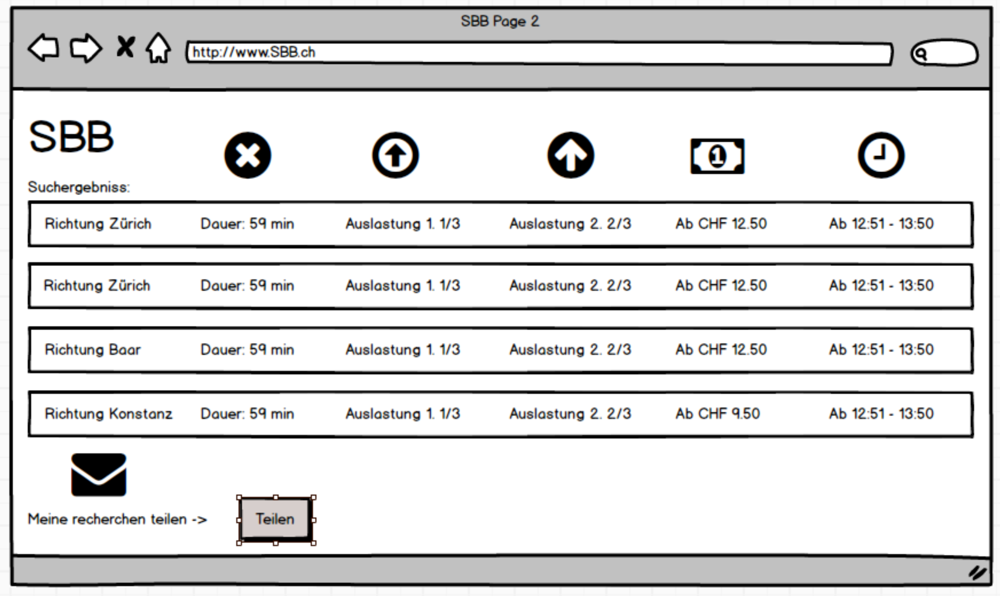 SBB Page 2
http://www.SBB.ch
SBB
1
Suchergebniss:
Richtung Zürich Dauer: 59 min Auslastung 1. 1/3 Auslastung 2. 2/3 Ab CHF 12.50 Ab 12:51 - 13:50
Richtung Zürich Dauer: 59 min Auslastung 1. 1/3 Auslastung 2. 2/3 Ab CHF 12.50 Ab 12:51 - 13:50
Richtung Baar Dauer: 59 min Auslastung 1. 1/3 Auslastung 2. 2/3 Ab CHF 12.50 Ab 12:51 - 13:50
Richtung Konstanz Dauer: 59 min Auslastung 1. 1/3 Auslastung 2. 2/3 Ab CHF 9.50 Ab 12:51 - 13:50
Meine recherchen teilen -> Teilen